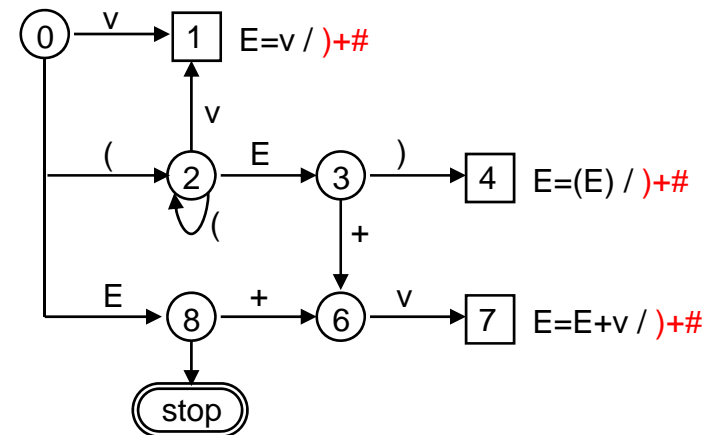 v
0 1 E=v / )+#
v
( E )
2 3 4 E=(E) / )+#
( +
E + v
8 6 7 E=E+v / )+#
stop